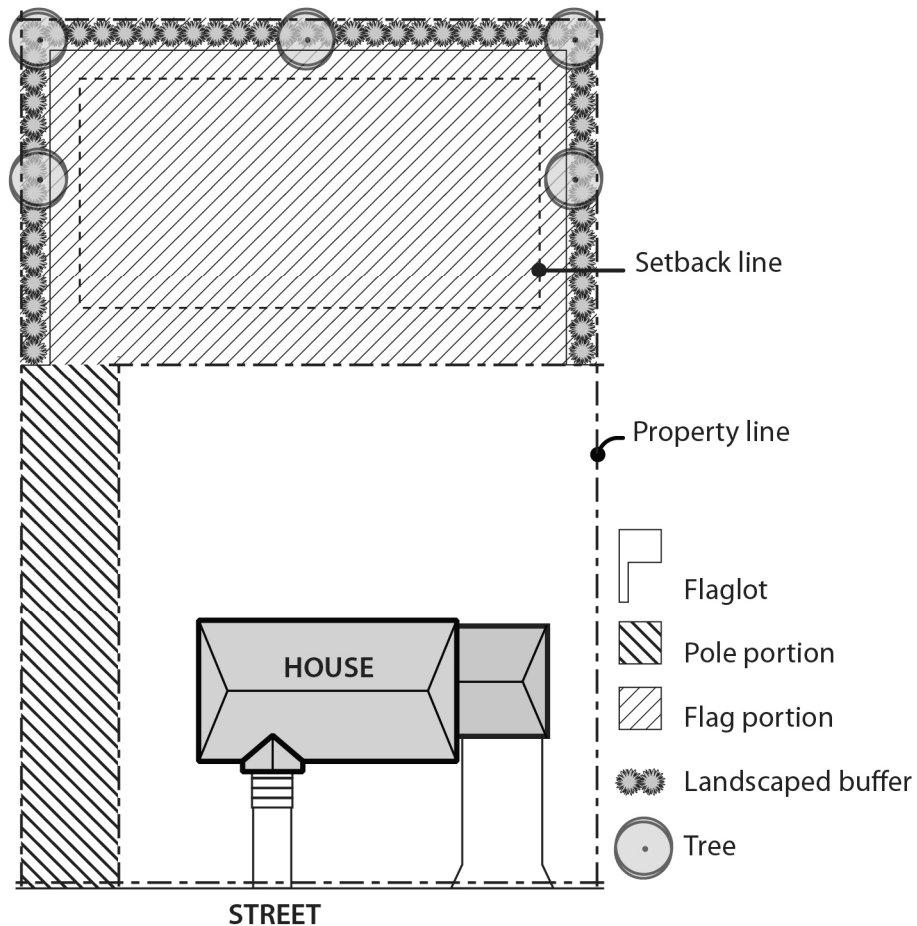 Setback line
Property line
Flaglot
HOUSE
Pole portion
Flag portion
Landscaped buffer
Tree
STREET